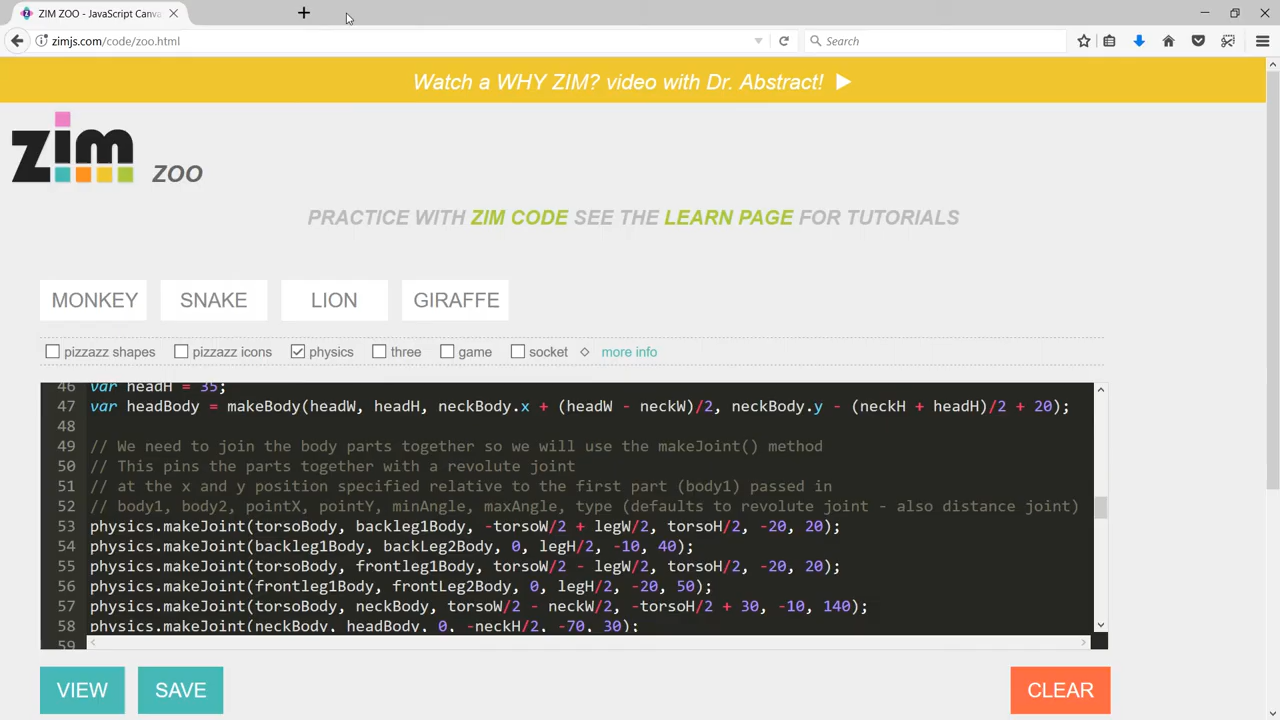 ZIM ZOO - JavaScript Canva
zimjs.com/code/zoo.html
Search
Watch a WHY ZIM? video with Dr. Abstract!
zim ZOO
PRACTICE WITH ZIM CODE SEE THE LEARN PAGE FOR TUTORIALS
MONKEY SNAKE LION GIRAFFE
pizzazz shapes pizzazz icons physics three game socket more info
46 var headH = 35;
47 var headBody = makeBody(headW, headH, neckBody.x + (headW - neckW)/2, neckBody.y - (neckH + headH)/2 + 20);
48
49 // We need to join the body parts together so we will use the makeJoint() method
50 // This pins the parts together with a revolute joint
51 // at the x and y position specified relative to the first part (body1) passed in
52 // body1, body2, pointX, pointY, minAngle, maxAngle, type (defaults to revolute joint - also distance joint)
53 physics.makeJoint(torsoBody, backleg1Body, -torsoW/2 + legW/2, torsoH/2, -20, 20);
54 physics.makeJoint(backleg1Body, backLeg2Body, 0, legH/2, -10, 40);
55 physics.makeJoint(torsoBody, frontleg1Body, torsoW/2 - legW/2, torsoH/2, -20, 20);
56 physics.makeJoint(frontleg1Body, frontLeg2Body, 0, legH/2, -20, 50);
57 physics.makeJoint(torsoBody, neckBody, torsoW/2 - neckW/2, -torsoH/2 + 30, -10, 140);
58 physics.makeJoint(neckBody, headBody, 0, -neckH/2, -70, 30);
59
VIEW SAVE CLEAR